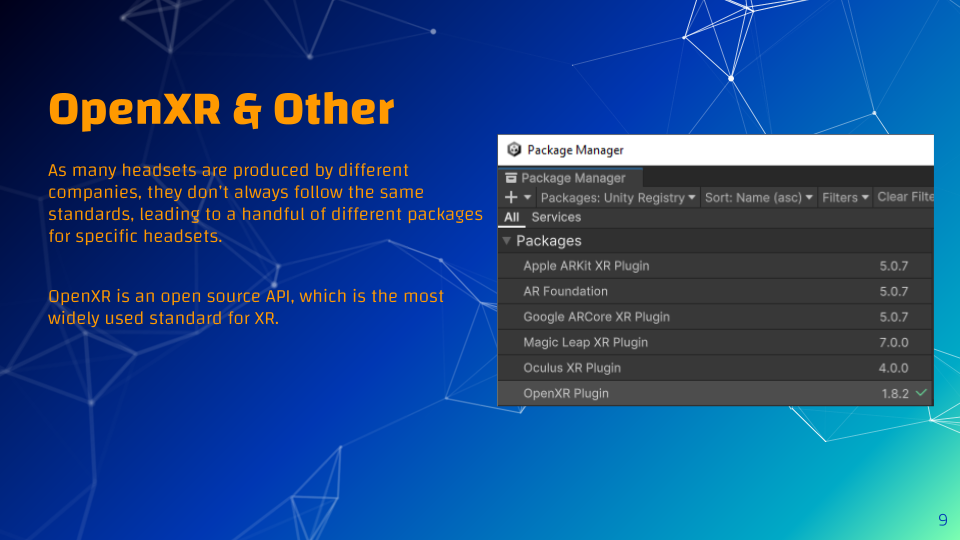 OpenXR & Other
As many headsets are produced by different
companies, they don't always follow the same
standards, leading to a handful of different packages
for specific headsets.
OpenXR is an open source API, which is the most
widely used standard for XR.
Package Manager
Package Manager
Packages: Unity Registry Sort: Name (asc) Filters Clear Filte
All Services
Packages
Apple ARKit XR Plugin 5.0.7
AR Foundation 5.0.7
Google ARCore XR Plugin 5.0.7
Magic Leap XR Plugin 7.0.0
Oculus XR Plugin 4.0.0
OpenXR Plugin 1.8.2
9